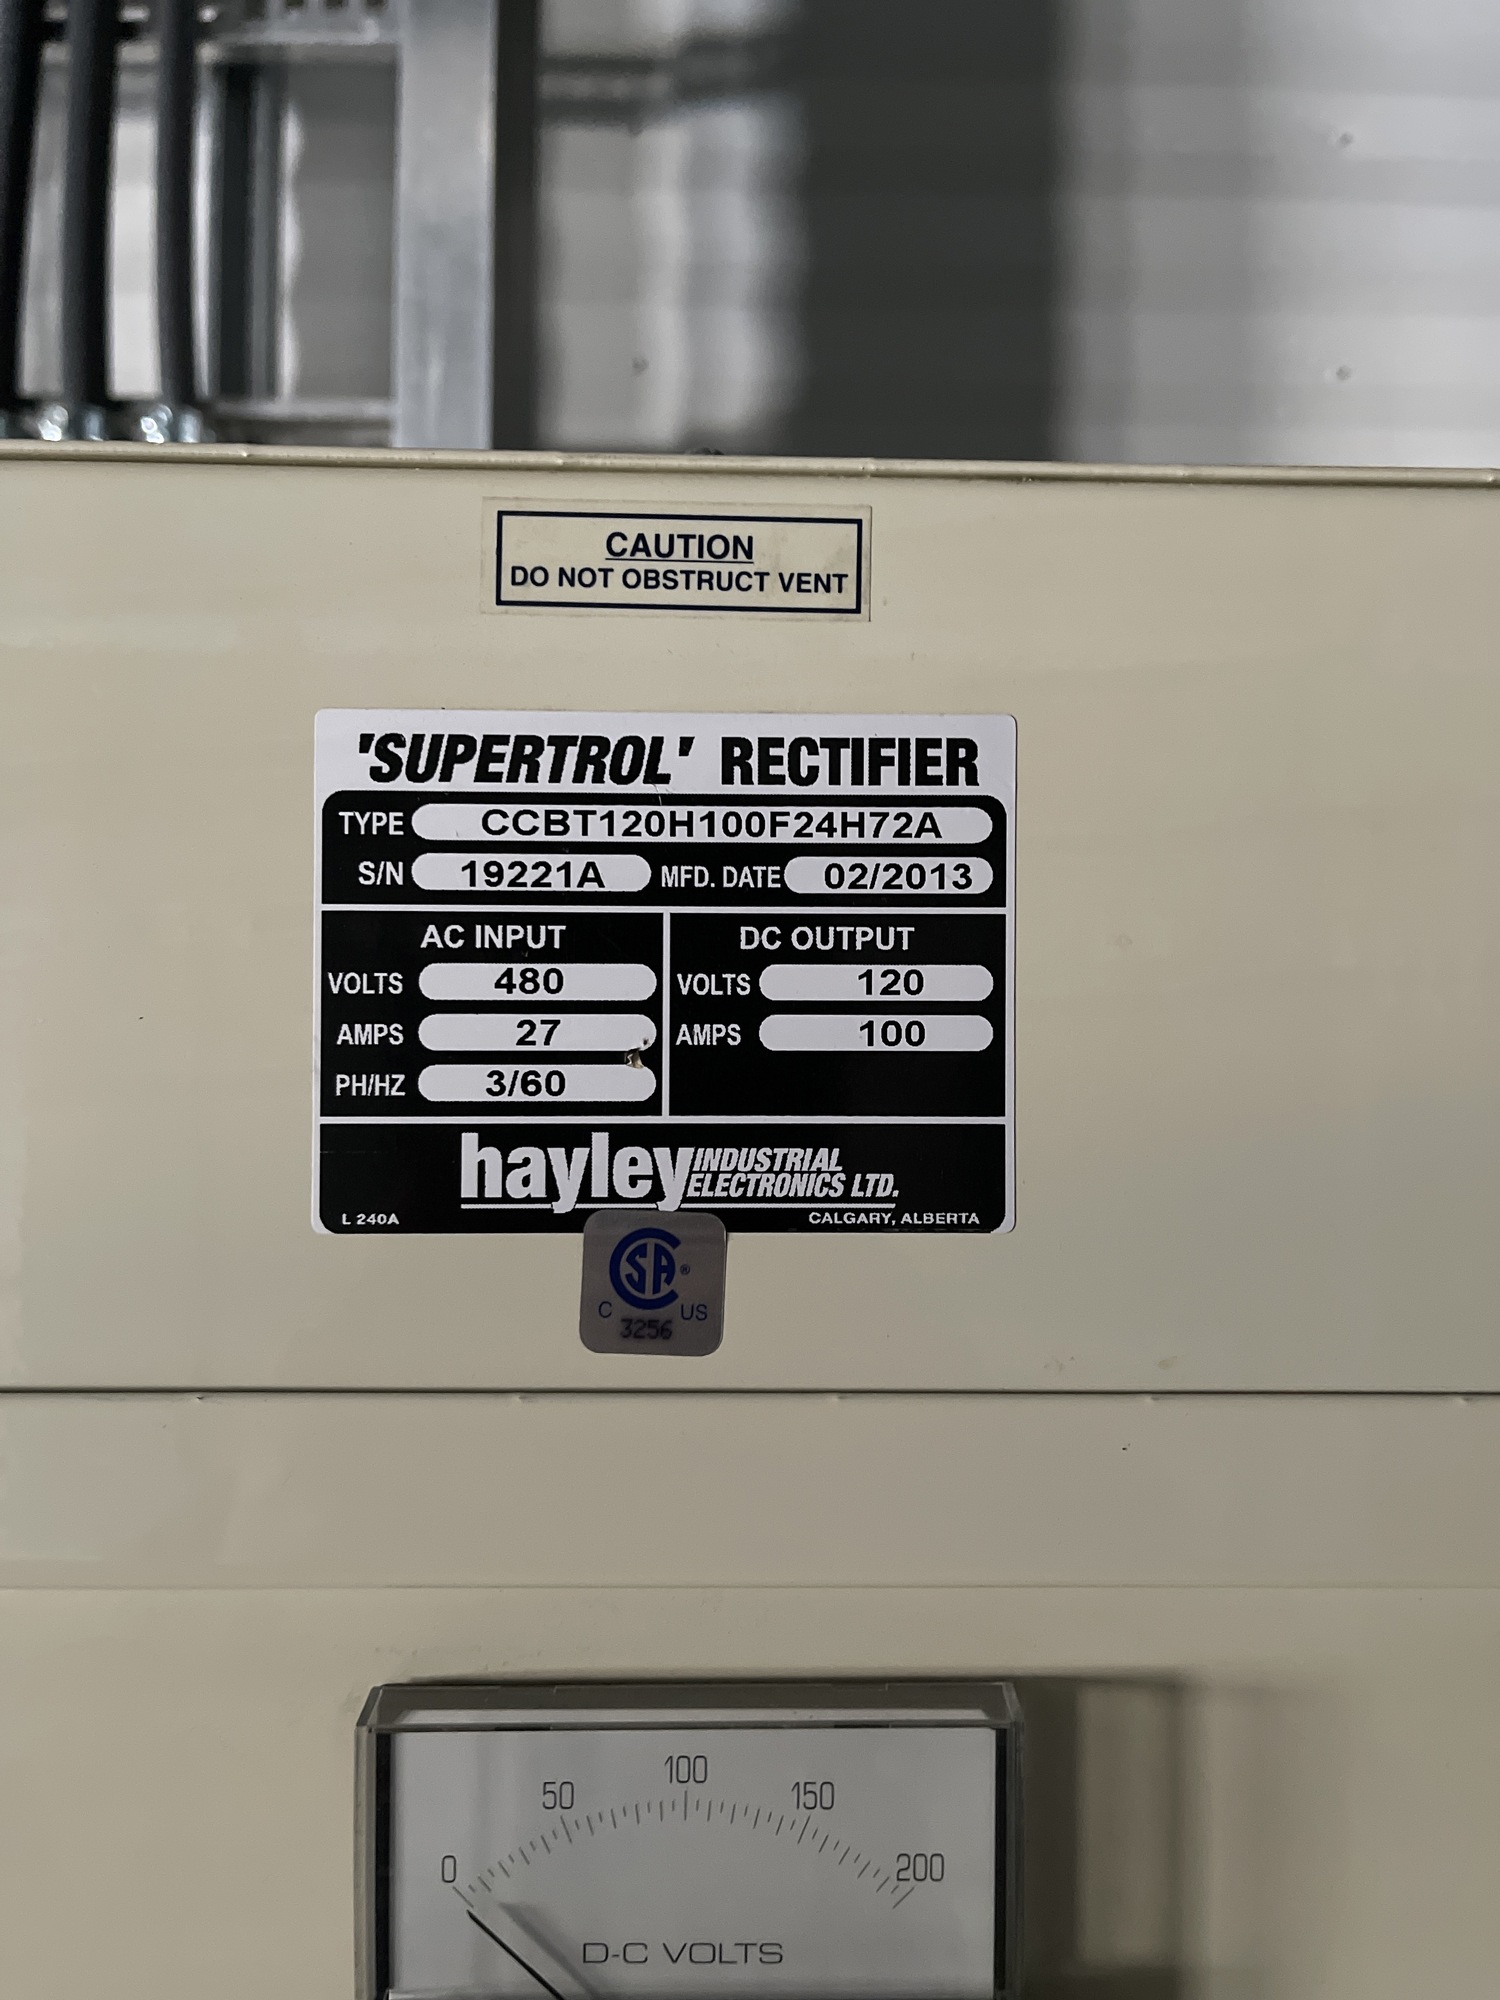 CAUTION
DO NOT OBSTRUCT VENT
'SUPERTROL' RECTIFIER
TYPE CCBT120H100F24H72A
S/N 19221A MFD. DATE 02/2013
AC INPUT DC OUTPUT
VOLTS 480 VOLTS 120
AMPS 27 AMPS 100
PH/HZ 3/60
hayley INDUSTRIAL
ELECTRONICS LTD.
L 240A CALGARY, ALBERTA
CSA ®
C US
3256
0 50 100 150 200
D-C VOLTS